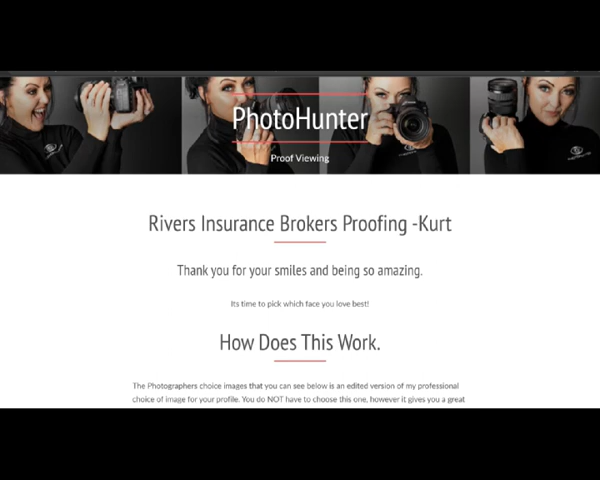 PhotoHunter
Proof Viewing
Rivers Insurance Brokers Proofing -Kurt
Thank you for your smiles and being so amazing.
Its time to pick which face you love best!
How Does This Work.
The Photographers choice images that you can see below is an edited version of my professional
choice of image for your profile. You do NOT have to choose this one, however it gives you a great